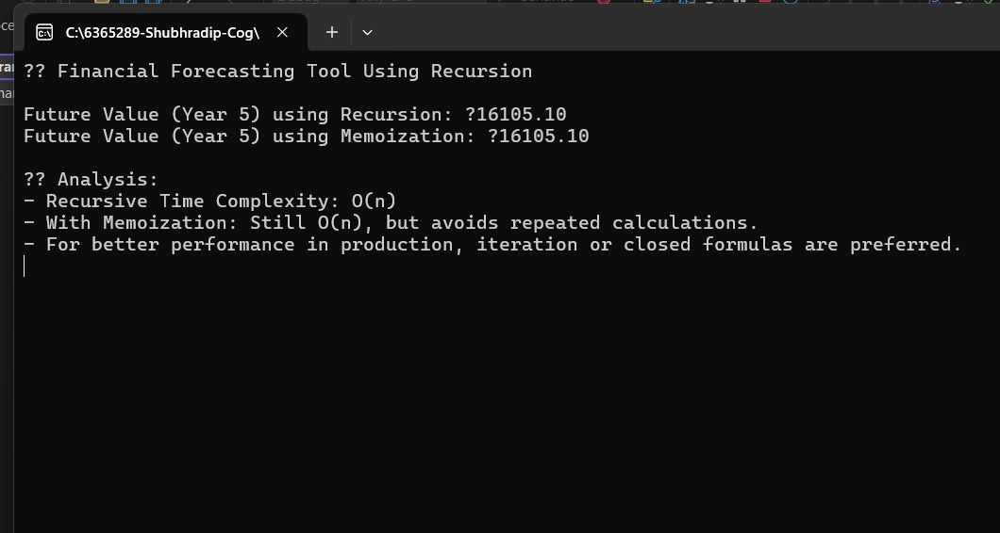 C:\6365289-Shubhradip-Cog\
?? Financial Forecasting Tool Using Recursion
Future Value (Year 5) using Recursion: ?16105.10
Future Value (Year 5) using Memoization: ?16105.10
?? Analysis:
- Recursive Time Complexity: O(n)
- With Memoization: Still O(n), but avoids repeated calculations.
- For better performance in production, iteration or closed formulas are preferred.